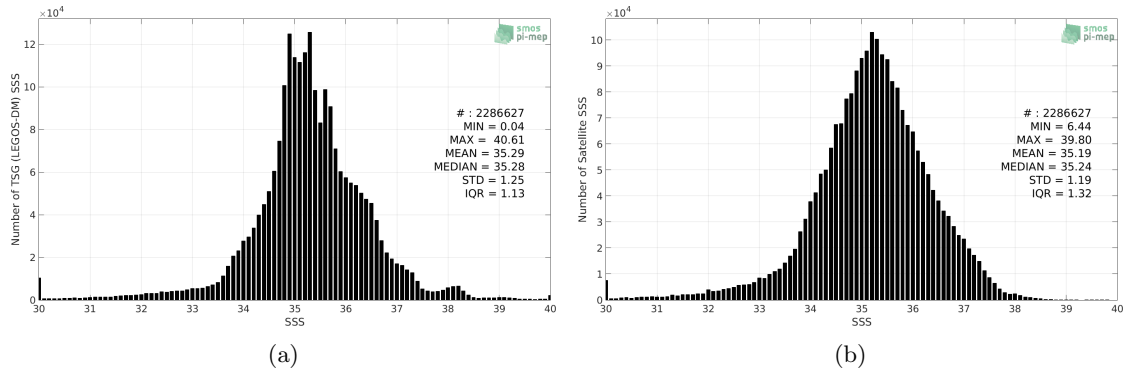 ×10⁴
smos
pi-mep
Number of TSG (LEGOS-DM) SSS
12
10
8
6
4
2
0
# : 2286627
MIN = 0.04
MAX = 40.61
MEAN = 35.29
MEDIAN = 35.28
STD = 1.25
IQR = 1.13
30 31 32 33 34 35 36 37 38 39 40
SSS
(a)
×10⁴
smos
pi-mep
Number of Satellite SSS
10
9
8
7
6
5
4
3
2
1
0
# : 2286627
MIN = 6.44
MAX = 39.80
MEAN = 35.19
MEDIAN = 35.24
STD = 1.19
IQR = 1.32
30 31 32 33 34 35 36 37 38 39 40
SSS
(b)